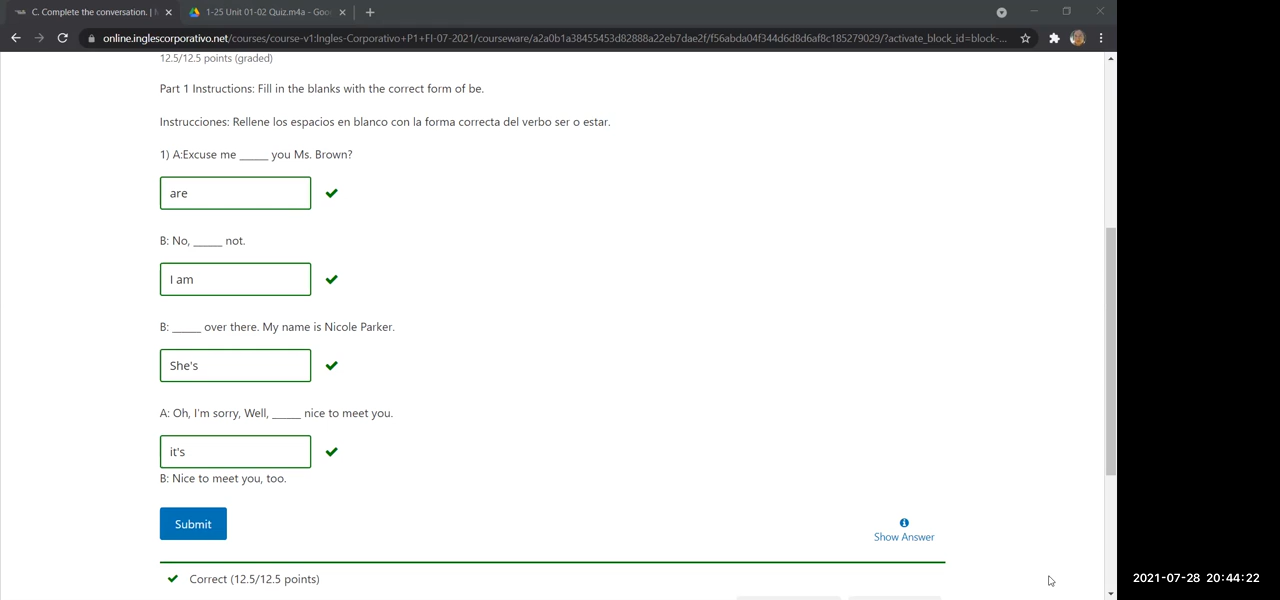 C. Complete the conversation. |
1-25 Unit 01-02 Quiz.m4a - Goo
online.inglescorporativo.net/courses/course-v1:Ingles-Corporativo+P1+FI-07-2021/courseware/a2a0b1a38455453d82888a22eb7dae2f/f56abda04f344d6d8d6af8c185279029/?activate_block_id=block-...
12.5/12.5 points (graded)
Part 1 Instructions: Fill in the blanks with the correct form of be.
Instrucciones: Rellene los espacios en blanco con la forma correcta del verbo ser o estar.
1) A:Excuse me _____ you Ms. Brown?
are
B: No, _____ not.
I am
B: _____ over there. My name is Nicole Parker.
She's
A: Oh, I'm sorry, Well, _____ nice to meet you.
it's
B: Nice to meet you, too.
Submit
Show Answer
Correct (12.5/12.5 points)
2021-07-28 20:44:22